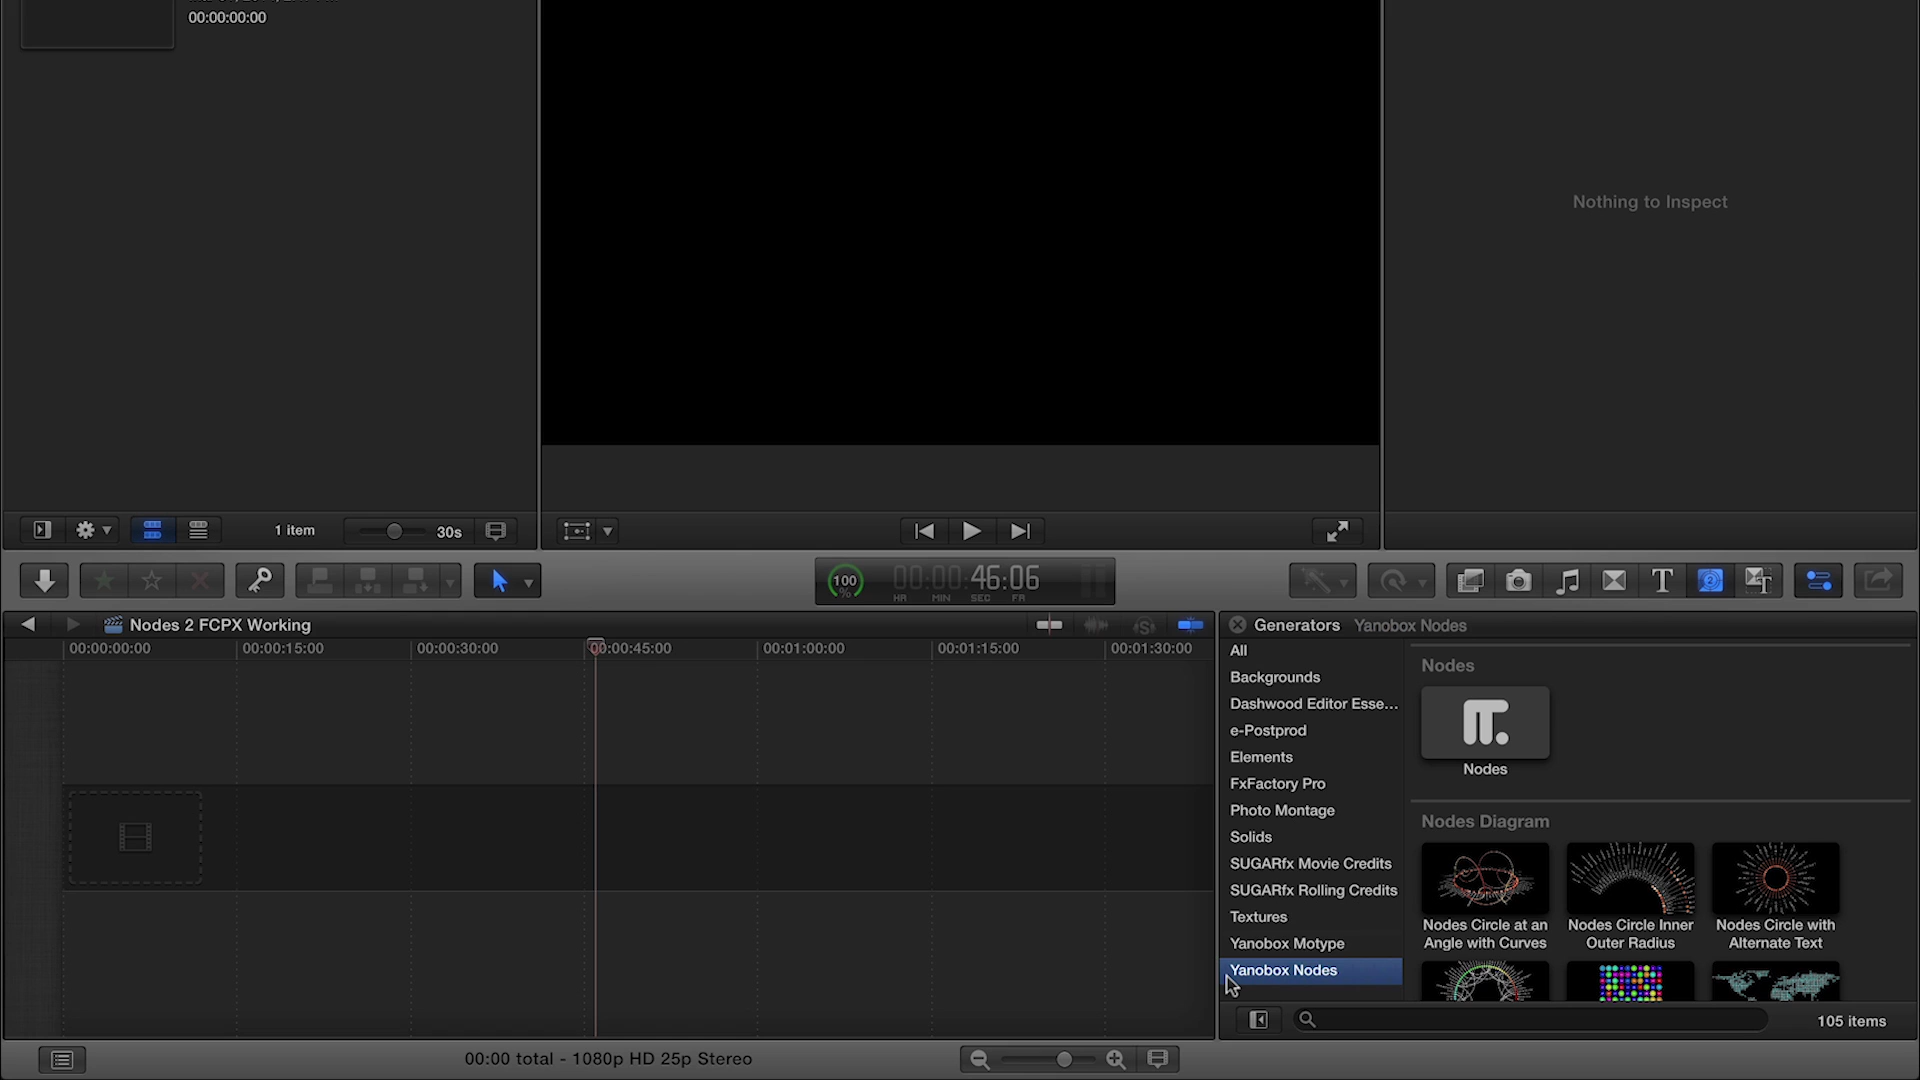 00:00:00:00
Nothing to Inspect
1 item
30s
100
%
00:00:46:06
HR MIN SEC FR
Nodes 2 FCPX Working
Generators Yanobox Nodes
00:00:00:00
00:00:15:00
00:00:30:00
00:00:45:00
00:01:00:00
00:01:15:00
00:01:30:00
All
Backgrounds
Dashwood Editor Esse...
e-Postprod
Elements
FxFactory Pro
Photo Montage
Solids
SUGARfx Movie Credits
SUGARfx Rolling Credits
Textures
Yanobox Motype
Yanobox Nodes
Nodes
Nodes
Nodes Diagram
Nodes Circle at an
Angle with Curves
Nodes Circle Inner
Outer Radius
Nodes Circle with
Alternate Text
105 items
00:00 total - 1080p HD 25p Stereo